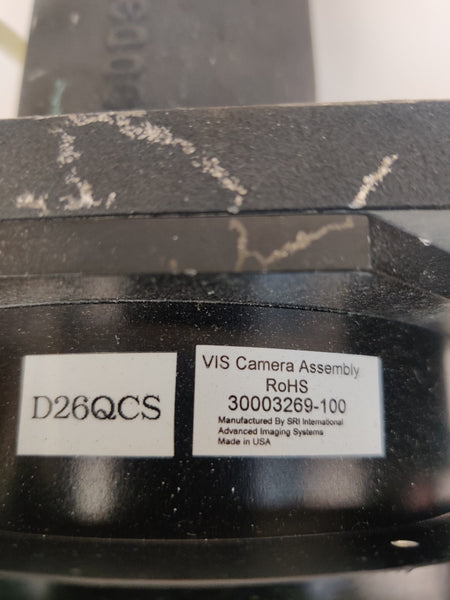 D26QCS
VIS Camera Assembly
RoHS
30003269-100
Manufactured By SRI International
Advanced Imaging Systems
Made in USA